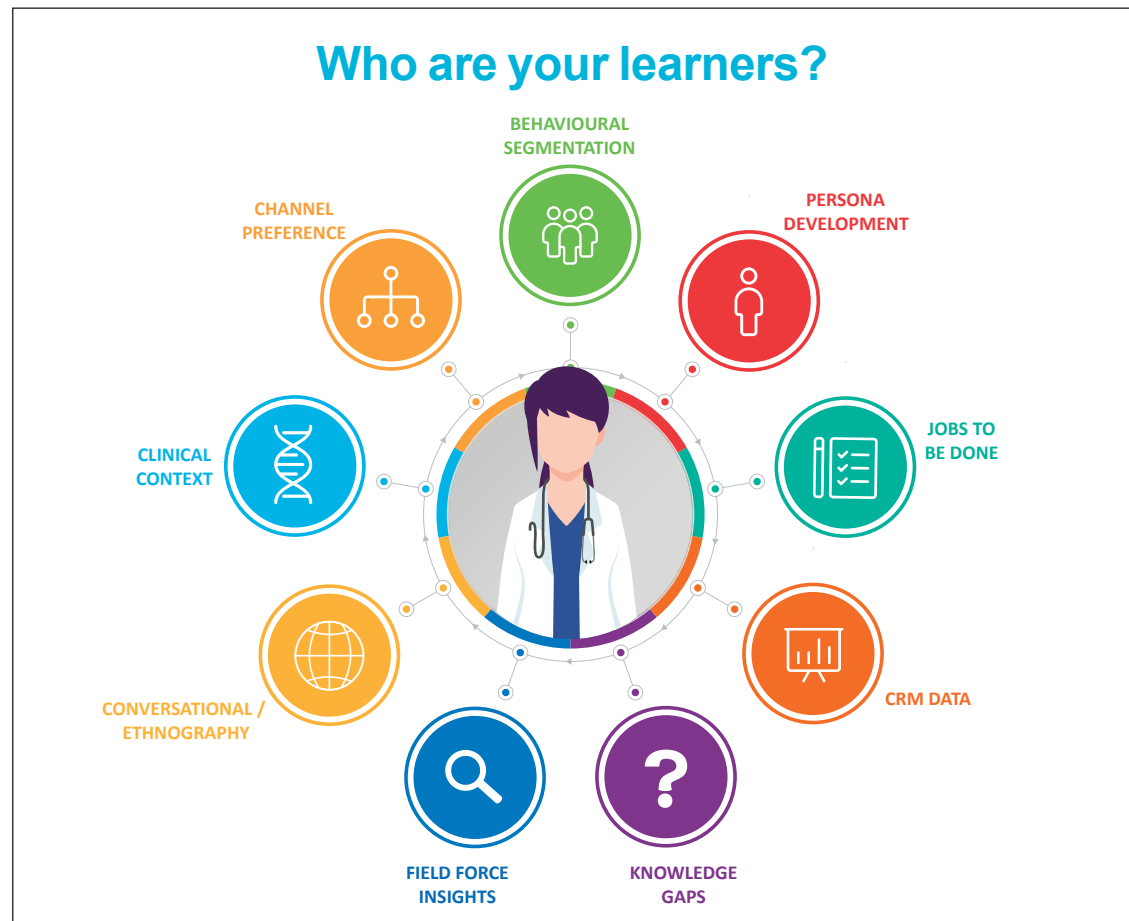 Who are your learners?
BEHAVIOURAL
SEGMENTATION
PERSONA
DEVELOPMENT
JOBS TO
BE DONE
CRM DATA
KNOWLEDGE
GAPS
FIELD FORCE
INSIGHTS
CONVERSATIONAL /
ETHNOGRAPHY
CLINICAL
CONTEXT
CHANNEL
PREFERENCE
?